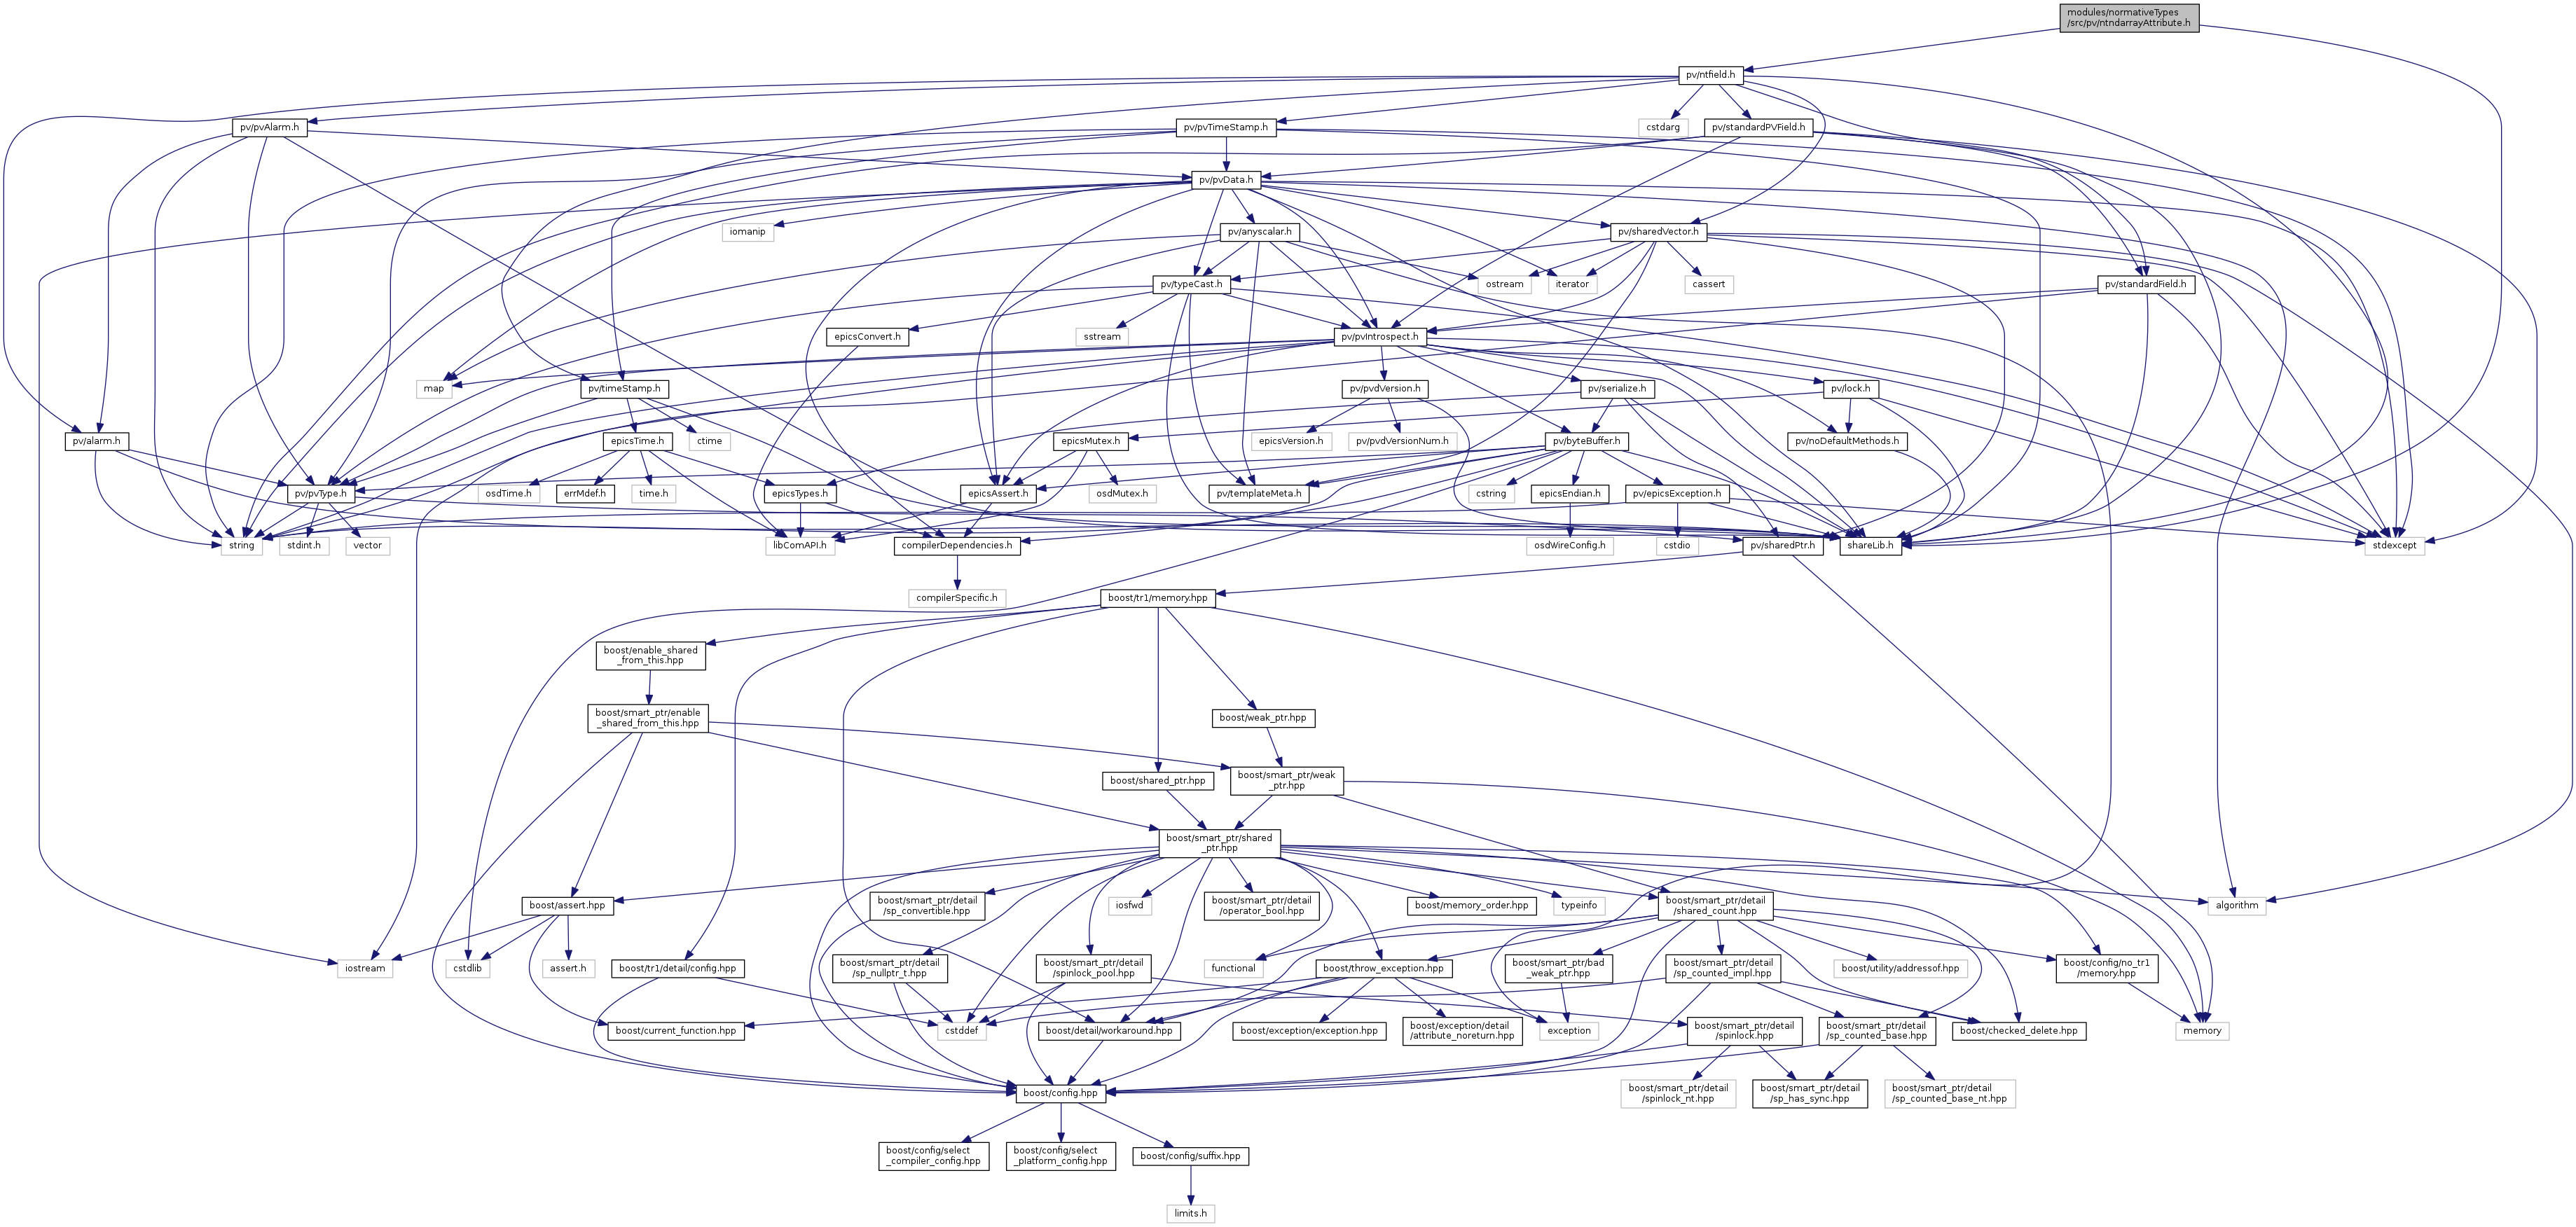 modules/normativeTypes
/src/pv/ntndarrayAttribute.h
pv/ntfield.h
pv/pvAlarm.h
pv/pvTimeStamp.h
cstdarg
pv/standardPVField.h
pv/pvData.h
iomanip
pv/anyscalar.h
pv/sharedVector.h
pv/typeCast.h
ostream
iterator
cassert
pv/standardField.h
epicsConvert.h
sstream
pv/pvIntrospect.h
map
pv/timeStamp.h
pv/pvdVersion.h
pv/serialize.h
pv/lock.h
pv/alarm.h
epicsTime.h
ctime
epicsMutex.h
epicsVersion.h
pv/pvdVersionNum.h
pv/byteBuffer.h
pv/noDefaultMethods.h
pv/pvType.h
osdTime.h
errMdef.h
time.h
epicsTypes.h
epicsAssert.h
osdMutex.h
pv/templateMeta.h
cstring
epicsEndian.h
pv/epicsException.h
string
stdint.h
vector
libComAPI.h
compilerDependencies.h
osdWireConfig.h
cstdio
pv/sharedPtr.h
shareLib.h
stdexcept
compilerSpecific.h
boost/tr1/memory.hpp
boost/enable_shared
_from_this.hpp
boost/smart_ptr/enable
_shared_from_this.hpp
boost/weak_ptr.hpp
boost/shared_ptr.hpp
boost/smart_ptr/weak
_ptr.hpp
boost/smart_ptr/shared
_ptr.hpp
boost/assert.hpp
boost/smart_ptr/detail
/sp_convertible.hpp
iosfwd
boost/smart_ptr/detail
/operator_bool.hpp
boost/memory_order.hpp
typeinfo
boost/smart_ptr/detail
/shared_count.hpp
algorithm
iostream
cstdlib
assert.h
boost/tr1/detail/config.hpp
boost/smart_ptr/detail
/sp_nullptr_t.hpp
boost/smart_ptr/detail
/spinlock_pool.hpp
functional
boost/throw_exception.hpp
boost/smart_ptr/bad
_weak_ptr.hpp
boost/smart_ptr/detail
/sp_counted_impl.hpp
boost/utility/addressof.hpp
boost/config/no_tr1
/memory.hpp
boost/current_function.hpp
cstddef
boost/detail/workaround.hpp
boost/exception/exception.hpp
boost/exception/detail
/attribute_noreturn.hpp
exception
boost/smart_ptr/detail
/spinlock.hpp
boost/smart_ptr/detail
/sp_counted_base.hpp
boost/checked_delete.hpp
memory
boost/config.hpp
boost/smart_ptr/detail
/spinlock_nt.hpp
boost/smart_ptr/detail
/sp_has_sync.hpp
boost/smart_ptr/detail
/sp_counted_base_nt.hpp
boost/config/select
_compiler_config.hpp
boost/config/select
_platform_config.hpp
boost/config/suffix.hpp
limits.h